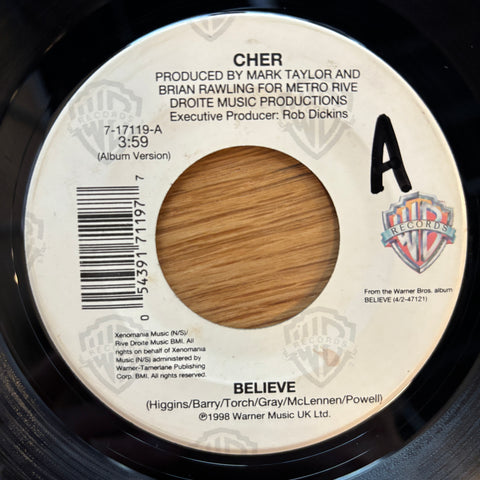 CHER
PRODUCED BY MARK TAYLOR AND
BRIAN RAWLING FOR METRO RIVE
DROITE MUSIC PRODUCTIONS
Executive Producer: Rob Dickins
7-17119-A
3:59
(Album Version)
A
0 54391 71197 7
WB
RECORDS
From the Warner Bros. album
BELIEVE (4/2-47121)
Xenomania Music (N/S)/
Rive Droite Music BMI. All
rights on behalf of Xenomania
Music (N/S) administered by
Warner-Tamerlane Publishing
Corp. BMI. All rights reserved.
BELIEVE
(Higgins/Barry/Torch/Gray/McLennen/Powell)
℗1998 Warner Music UK Ltd.